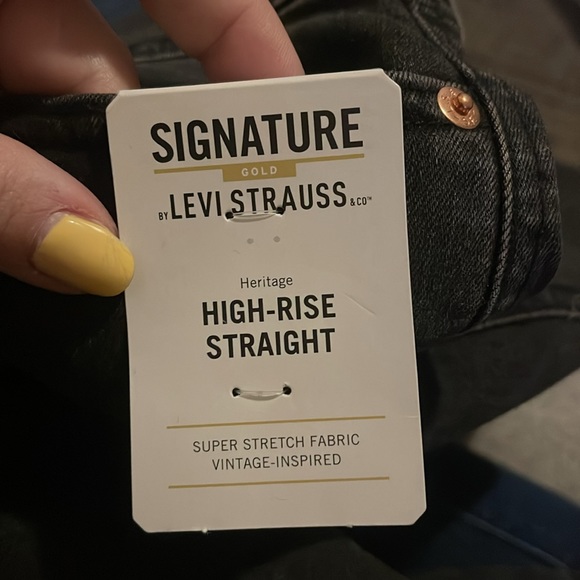 SIGNATURE
GOLD
BY LEVI STRAUSS & CO™
Heritage
HIGH-RISE
STRAIGHT
SUPER STRETCH FABRIC
VINTAGE-INSPIRED